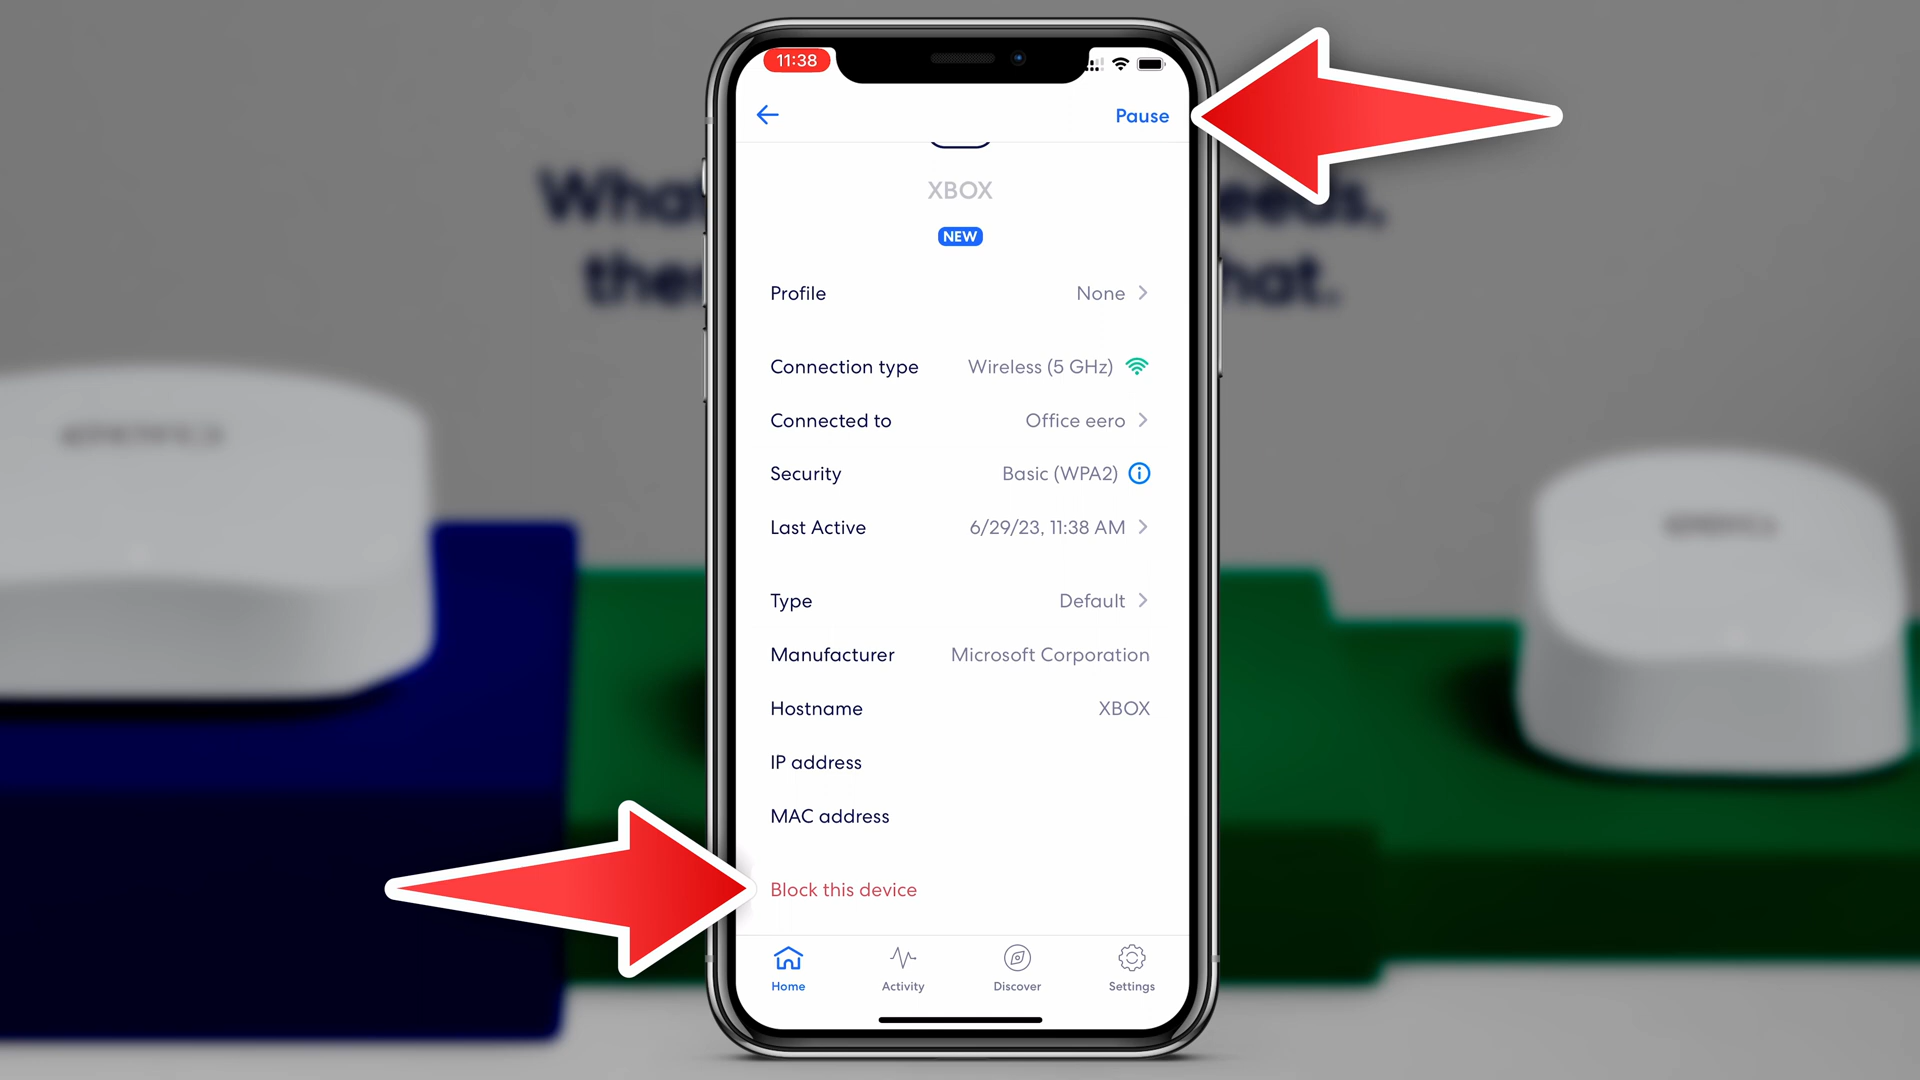 11:38
Pause
XBOX
NEW
Profile None
Connection type Wireless (5 GHz)
Connected to Office eero
Security Basic (WPA2)
Last Active 6/29/23, 11:38 AM
Type Default
Manufacturer Microsoft Corporation
Hostname XBOX
IP address
MAC address
Block this device
Home Activity Discover Settings